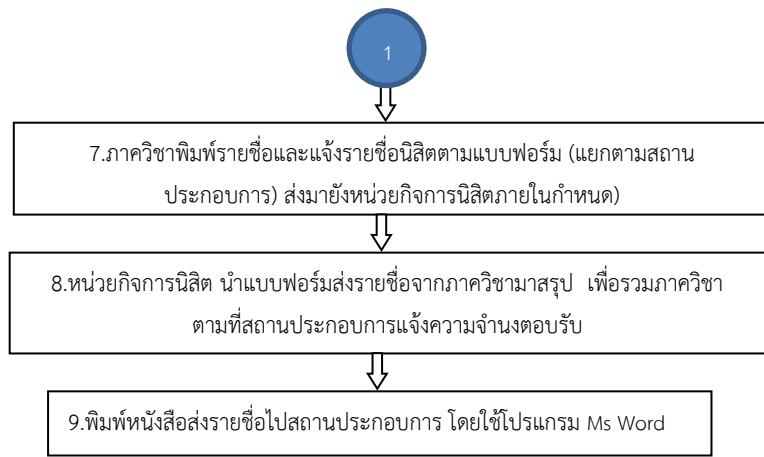 1
7.ภาควิชาพิมพ์รายชื่อและแจ้งรายชื่อนิสิตตามแบบฟอร์ม (แยกตามสถาน
ประกอบการ) ส่งมายังหน่วยกิจการนิสิตภายในกำหนด)
8.หน่วยกิจการนิสิต นำแบบฟอร์มส่งรายชื่อจากภาควิชามาสรุป เพื่อรวมภาควิชา
ตามที่สถานประกอบการแจ้งความจำนงตอบรับ
9.พิมพ์หนังสือส่งรายชื่อไปสถานประกอบการ โดยใช้โปรแกรม Ms Word